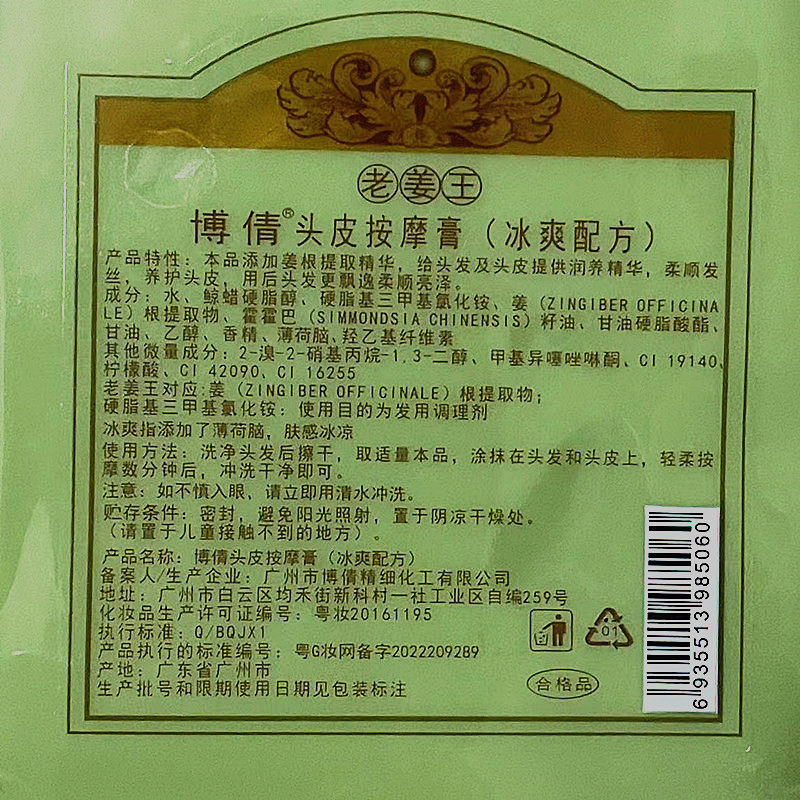 老姜王
博倩®头皮按摩膏（冰爽配方）
产品特性：本品添加姜根提取精华，给头发及头皮提供润养精华，柔顺发
丝，养护头皮，用后头发更飘逸柔顺亮泽。
成分：水、鲸蜡硬脂醇、硬脂基三甲基氯化铵、姜（ZINGIBER OFFICINA
LE）根提取物、霍霍巴（SIMMONDSIA CHINENSIS）籽油、甘油硬脂酸酯、
甘油、乙醇、香精、薄荷脑、羟乙基纤维素
其他微量成分：2-溴-2-硝基丙烷-1,3-二醇、甲基异噻唑啉酮、CI 19140、
柠檬酸、CI 42090、CI 16255
老姜王对应:姜（ZINGIBER OFFICINALE）根提取物；
硬脂基三甲基氯化铵：使用目的为发用调理剂
冰爽指添加了薄荷脑，肤感冰凉
使用方法：洗净头发后擦干，取适量本品，涂抹在头发和头皮上，轻柔按
摩数分钟后，冲洗干净即可。
注意：如不慎入眼，请立即用清水冲洗。
贮存条件：密封，避免阳光照射，置于阴凉干燥处。
（请置于儿童接触不到的地方）。
产品名称：博倩头皮按摩膏（冰爽配方）
备案人/生产企业：广州市博倩精细化工有限公司
地址：广州市白云区均禾街新科村一社工业区自编259号
化妆品生产许可证编号：粤妆20161195
执行标准：Q/BQJX1
产品执行的标准编号：粤G妆网备字2022209289
产地：广东省广州市
生产批号和限期使用日期见包装标注
01
合格品
6 935513 985060